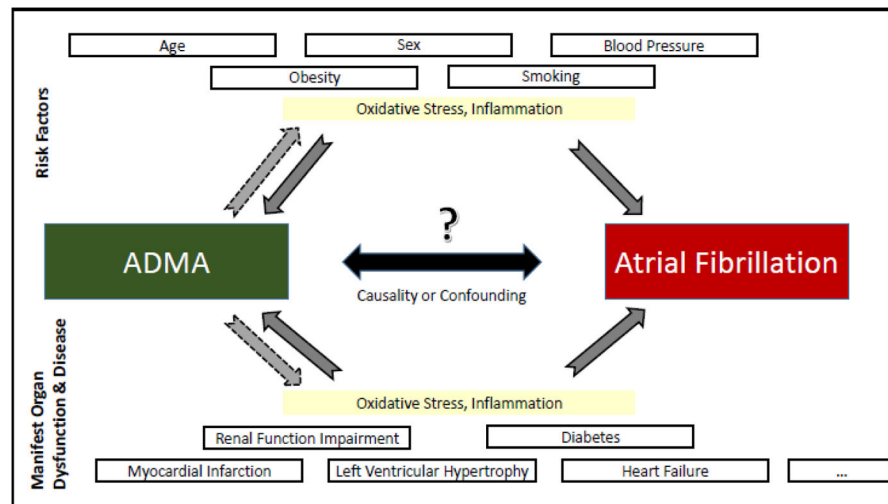 Age
Sex
Blood Pressure
Obesity
Smoking
Oxidative Stress, Inflammation
Risk Factors
?
ADMA
Atrial Fibrillation
Causality or Confounding
Manifest Organ
Dysfunction & Disease
Oxidative Stress, Inflammation
Renal Function Impairment
Diabetes
Myocardial Infarction
Left Ventricular Hypertrophy
Heart Failure
...